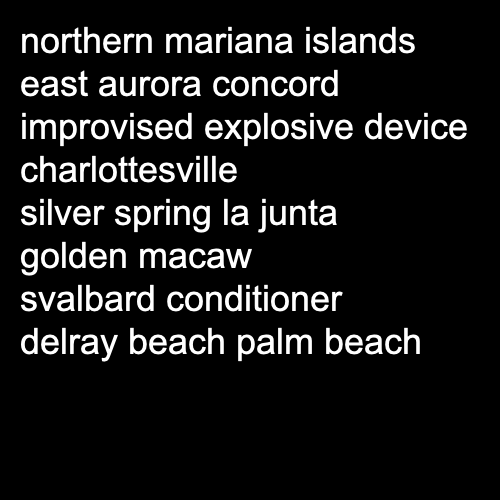 northern mariana islands
east aurora concord
improvised explosive device
charlottesville
silver spring la junta
golden macaw
svalbard conditioner
delray beach palm beach